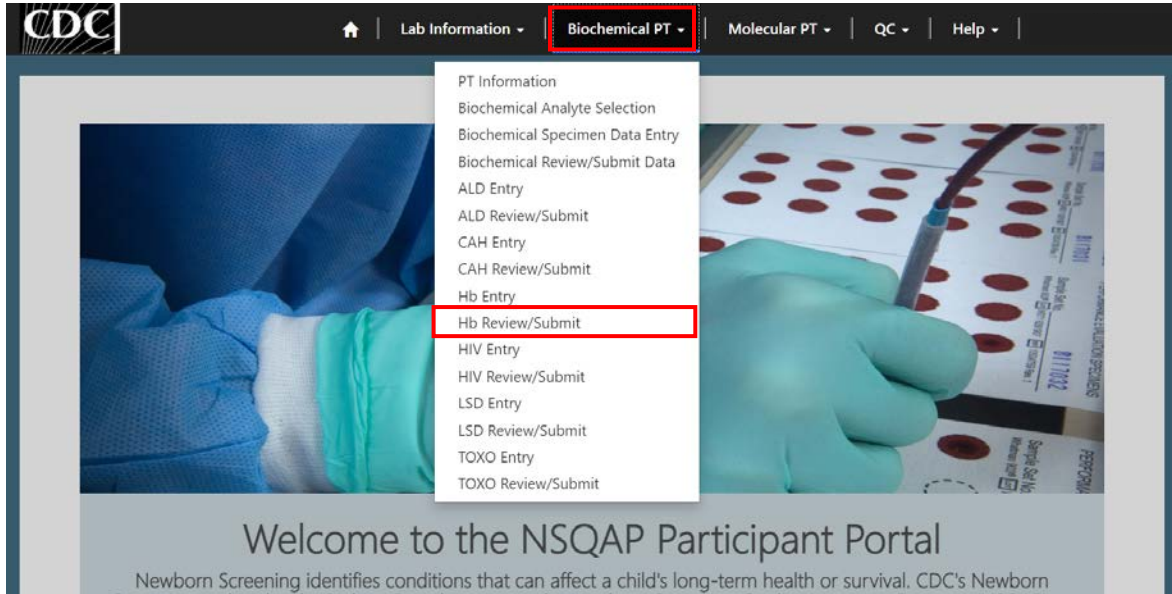 CDC
Lab Information
Biochemical PT
Molecular PT
QC
Help
PT Information
Biochemical Analyte Selection
Biochemical Specimen Data Entry
Biochemical Review/Submit Data
ALD Entry
ALD Review/Submit
CAH Entry
CAH Review/Submit
Hb Entry
Hb Review/Submit
HIV Entry
HIV Review/Submit
LSD Entry
LSD Review/Submit
TOXO Entry
TOXO Review/Submit
8117031
8117032
Welcome to the NSQAP Participant Portal
Newborn Screening identifies conditions that can affect a child's long-term health or survival. CDC's Newborn